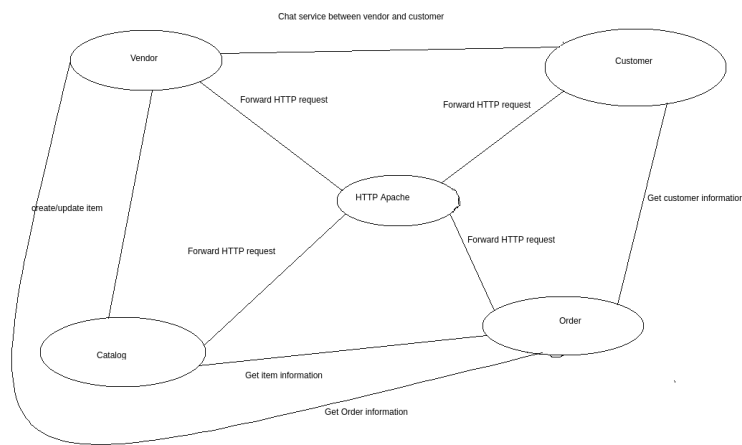 Chat service between vendor and customer
Vendor
Customer
Forward HTTP request
Forward HTTP request
HTTP Apache
Get customer information
create/update item
Forward HTTP request
Forward HTTP request
Order
Catalog
Get item information
Get Order information